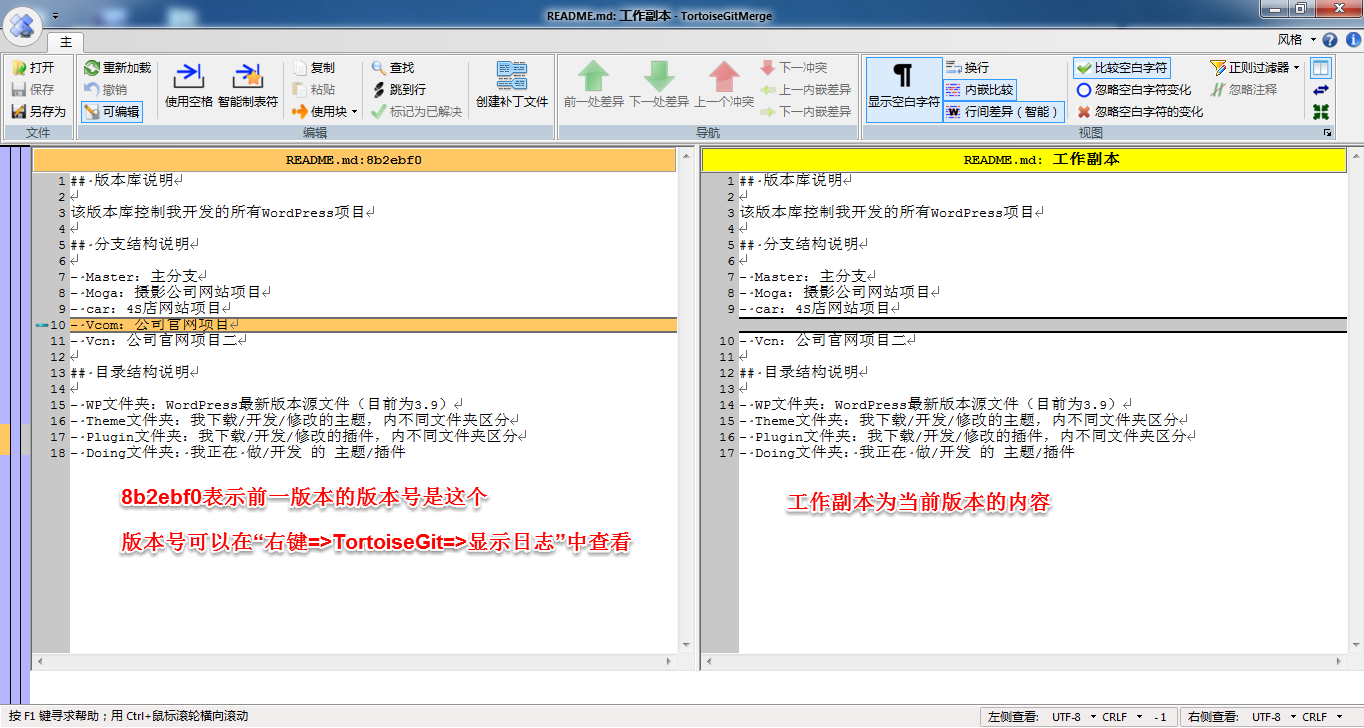 README.md: 工作副本 - TortoiseGitMerge
主
风格
打开
保存
另存为
文件
重新加载
撤销
可编辑
使用空格
智能制表符
复制
粘贴
使用块
查找
跳到行
标记为已解决
编辑
创建补丁文件
前一处差异
下一处差异
上一个冲突
下一冲突
上一内嵌差异
下一内嵌差异
导航
显示空白字符
换行
内嵌比较
行间差异（智能）
比较空白字符
忽略空白字符变化
忽略空白字符的变化
正则过滤器
忽略注释
视图
README.md:8b2ebf0
1 ##·版本库说明↵
2 ↵
3 该版本库控制我开发的所有WordPress项目↵
4 ↵
5 ##·分支结构说明↵
6 ↵
7 -·Master: 主分支↵
8 -·Moga: 摄影公司网站项目↵
9 -·car: 4S店网站项目↵
10 -·Vcom: 公司官网项目↵
11 -·Vcn: 公司官网项目二↵
12 ↵
13 ##·目录结构说明↵
14 ↵
15 -·WP文件夹: WordPress最新版本源文件（目前为3.9）↵
16 -·Theme文件夹: 我下载/开发/修改的主题，内不同文件夹区分↵
17 -·Plugin文件夹: 我下载/开发/修改的插件，内不同文件夹区分↵
18 -·Doing文件夹:·我正在·做/开发 的 主题/插件
8b2ebf0表示前一版本的版本号是这个
版本号可以在“右键=>TortoiseGit=>显示日志”中查看
README.md: 工作副本
1 ##·版本库说明↵
2 ↵
3 该版本库控制我开发的所有WordPress项目↵
4 ↵
5 ##·分支结构说明↵
6 ↵
7 -·Master: 主分支↵
8 -·Moga: 摄影公司网站项目↵
9 -·car: 4S店网站项目↵
10 -·Vcn: 公司官网项目二↵
11 ↵
12 ##·目录结构说明↵
13 ↵
14 -·WP文件夹: WordPress最新版本源文件（目前为3.9）↵
15 -·Theme文件夹: 我下载/开发/修改的主题，内不同文件夹区分↵
16 -·Plugin文件夹: 我下载/开发/修改的插件，内不同文件夹区分↵
17 -·Doing文件夹:·我正在·做/开发 的 主题/插件
工作副本为当前版本的内容
按 F1 键寻求帮助；用 Ctrl+鼠标滚轮横向滚动
左侧查看: UTF-8 CRLF - 1
右侧查看: UTF-8 CRLF